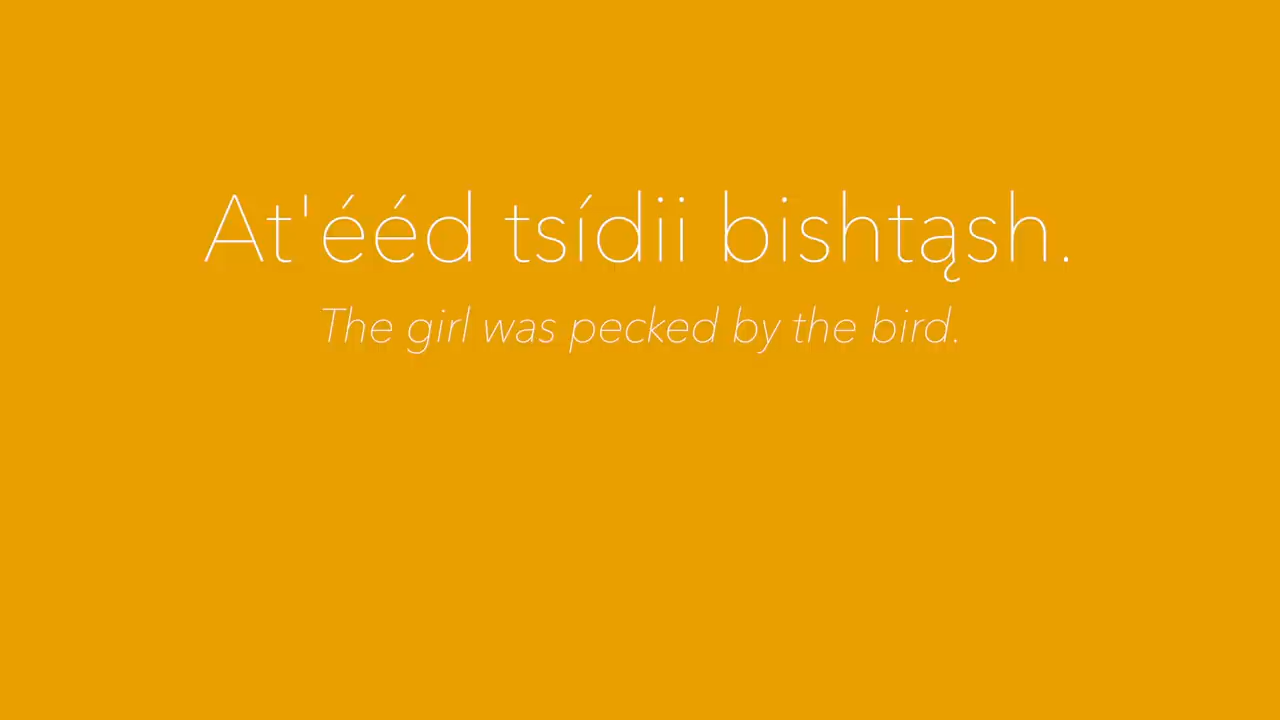 At'ééd tsídii bishtąsh.
The girl was pecked by the bird.